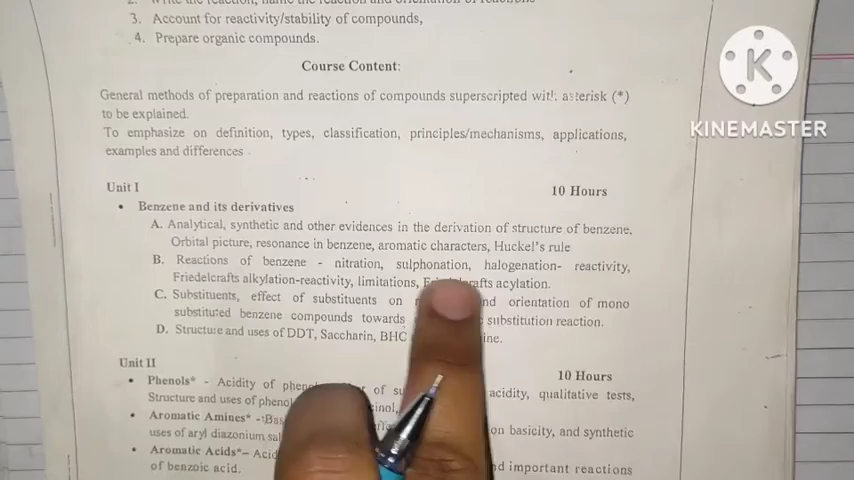 3. Account for reactivity/stability of compounds,
4. Prepare organic compounds.
Course Content:
General methods of preparation and reactions of compounds superscripted with asterisk (*)
to be explained.
To emphasize on definition, types, classification, principles/mechanisms, applications,
examples and differences
Unit I 10 Hours
• Benzene and its derivatives
A. Analytical, synthetic and other evidences in the derivation of structure of benzene,
Orbital picture, resonance in benzene, aromatic characters, Huckel's rule
B. Reactions of benzene - nitration, sulphonation, halogenation- reactivity,
Friedelcrafts alkylation-reactivity, limitations, Friedelcrafts acylation.
C. Substituents, effect of substituents on and orientation of mono
substituted benzene compounds towards substitution reaction.
D. Structure and uses of DDT, Saccharin, BHC
Unit II 10 Hours
• Phenols* - Acidity of of acidity, qualitative tests,
Structure and uses of
• Aromatic Amines* - on basicity, and synthetic
uses of aryl diazonium
• Aromatic Acids* – and important reactions
of benzoic acid.
KINEMASTER